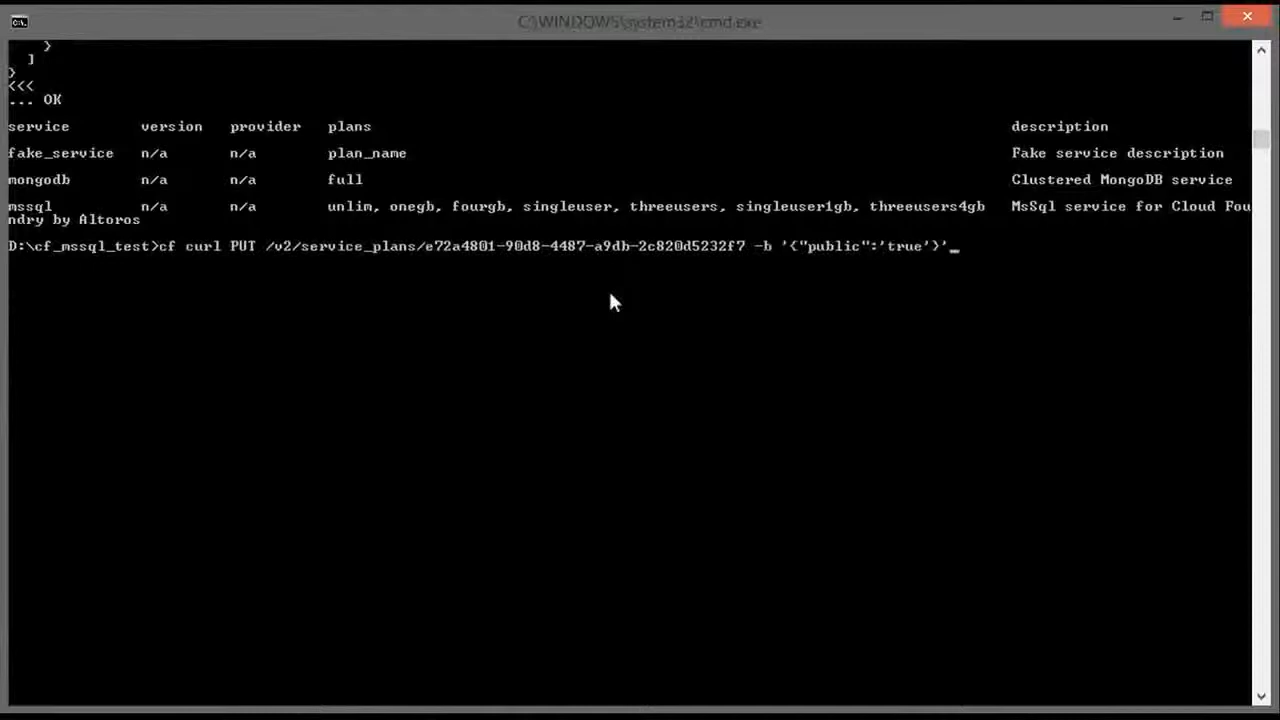 C:\WINDOWS\system32\cmd.exe
}
]
}
<<<
... OK
service version provider plans description
fake_service n/a n/a plan_name Fake service description
mongodb n/a n/a full Clustered MongoDB service
mssql n/a n/a unlim, onegb, fourgb, singleuser, threeusers, singleuser1gb, threeusers4gb MsSql service for Cloud Fou
ndry by Altoros
D:\cf_mssql_test>cf curl PUT /v2/service_plans/e72a4801-90d8-4487-a9db-2c820d5232f7 -b '{"public":'true'}'_